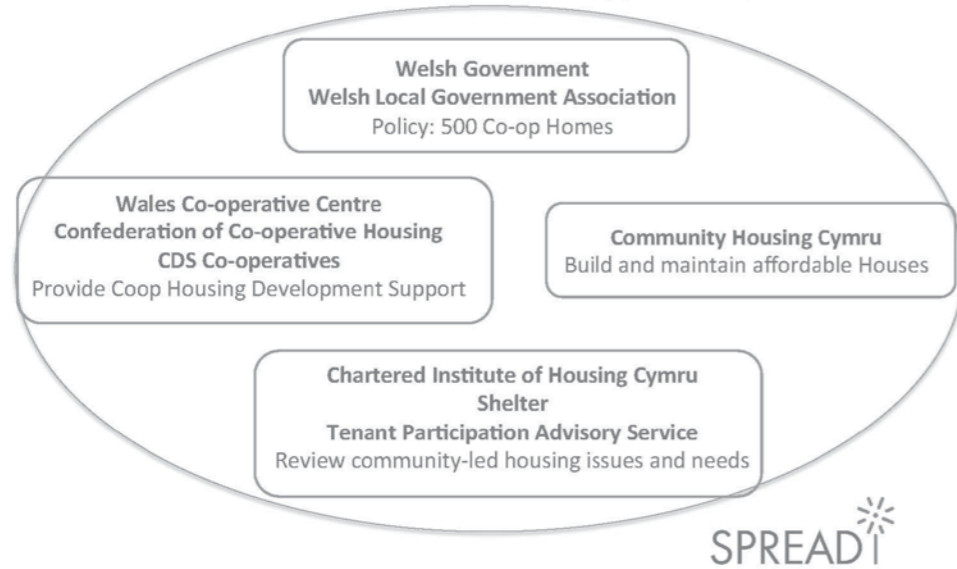 Welsh Government
Welsh Local Government Association
Policy: 500 Co-op Homes
Wales Co-operative Centre
Confederation of Co-operative Housing
CDS Co-operatives
Provide Coop Housing Development Support
Community Housing Cymru
Build and maintain affordable Houses
Chartered Institute of Housing Cymru
Shelter
Tenant Participation Advisory Service
Review community-led housing issues and needs
SPREADI